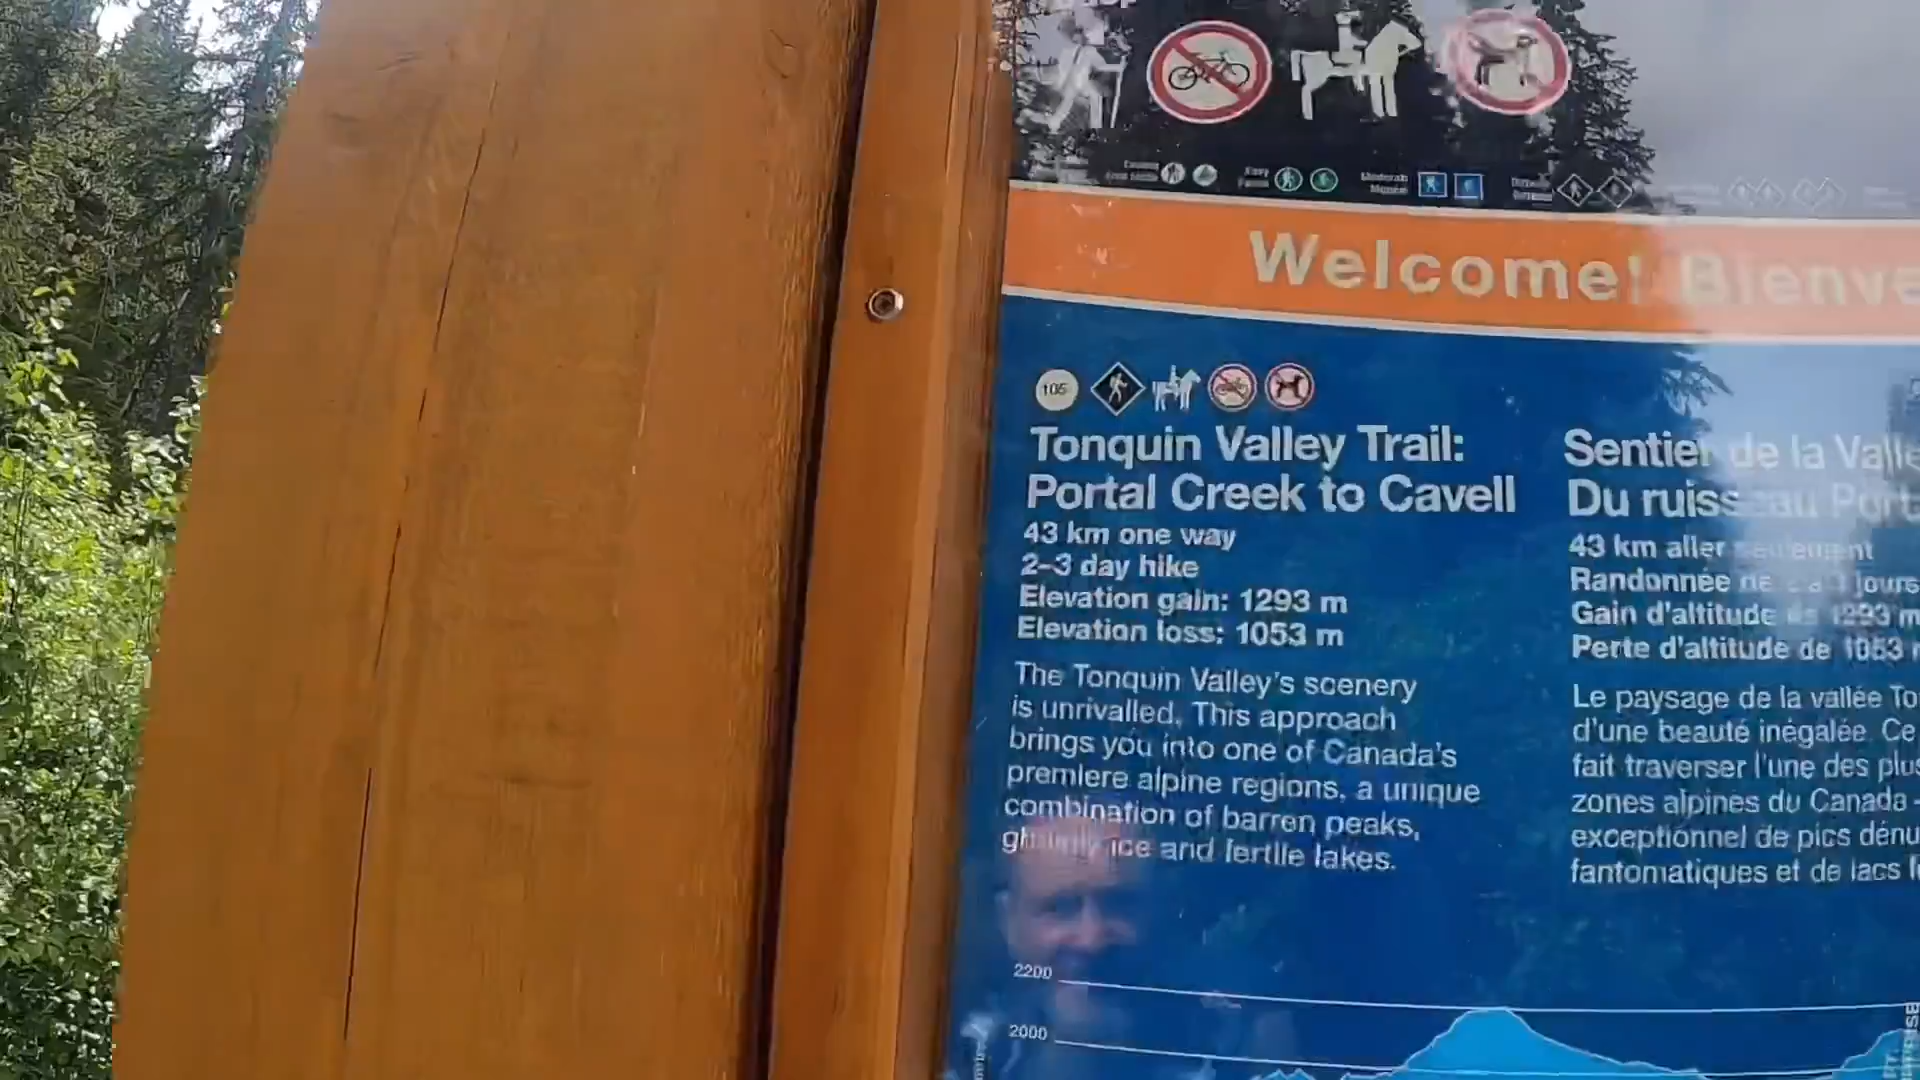 Easy
Welcome! Bienve
105
Tonquin Valley Trail:
Portal Creek to Cavell
43 km one way
2-3 day hike
Elevation gain: 1293 m
Elevation loss: 1053 m
The Tonquin Valley's scenery
is unrivalled. This approach
brings you into one of Canada's
premiere alpine regions, a unique
combination of barren peaks,
ghostly ice and fertile lakes.
Sentier de la Vallé
Du ruisseau Port
43 km aller seulement
Randonnée de 2 à 3 jours
Gain d'altitude de 1293 m
Perte d'altitude de 1053
Le paysage de la vallée To
d'une beauté inégalée. Ce
fait traverser l'une des plus
zones alpines du Canada -
exceptionnel de pics dénu
fantomatiques et de lacs
2200
2000